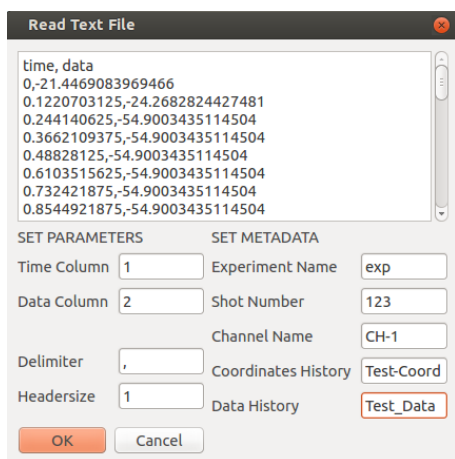 Read Text File
time, data
0,-21.4469083969466
0.1220703125,-24.2682824427481
0.244140625,-54.9003435114504
0.3662109375,-54.9003435114504
0.48828125,-54.9003435114504
0.6103515625,-54.9003435114504
0.732421875,-54.9003435114504
0.8544921875,-54.9003435114504
SET PARAMETERS SET METADATA
Time Column 1 Experiment Name exp
Data Column 2 Shot Number 123
Channel Name CH-1
Delimiter , Coordinates History Test-Coord
Headersize 1 Data History Test_Data
OK Cancel